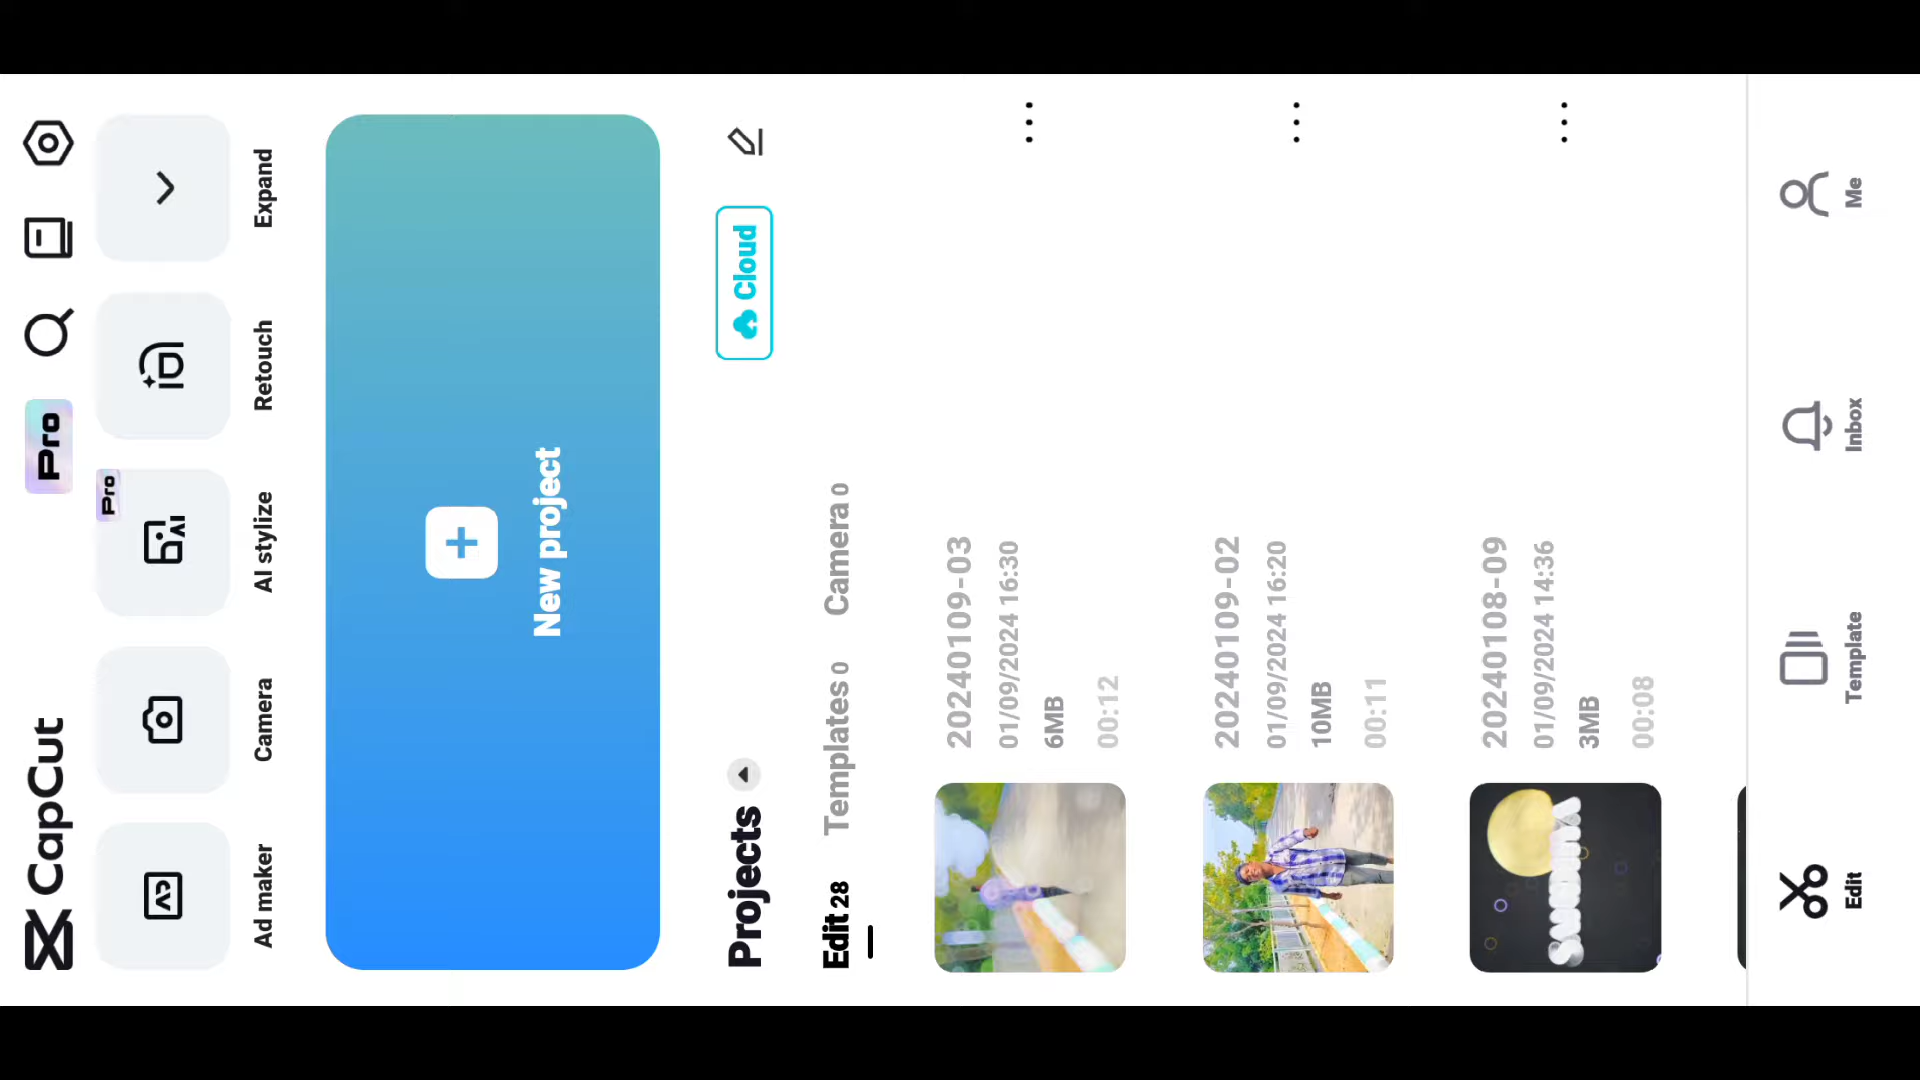 CapCut
Pro
Pro
Ad maker
Camera
AI stylize
Retouch
Expand
New project
Projects
Cloud
Edit 28
Templates 0
Camera 0
20240109-03
01/09/2024 16:30
6MB
00:12
20240109-02
01/09/2024 16:20
10MB
00:11
20240108-09
01/09/2024 14:36
3MB
00:08
Edit
Template
Inbox
Me